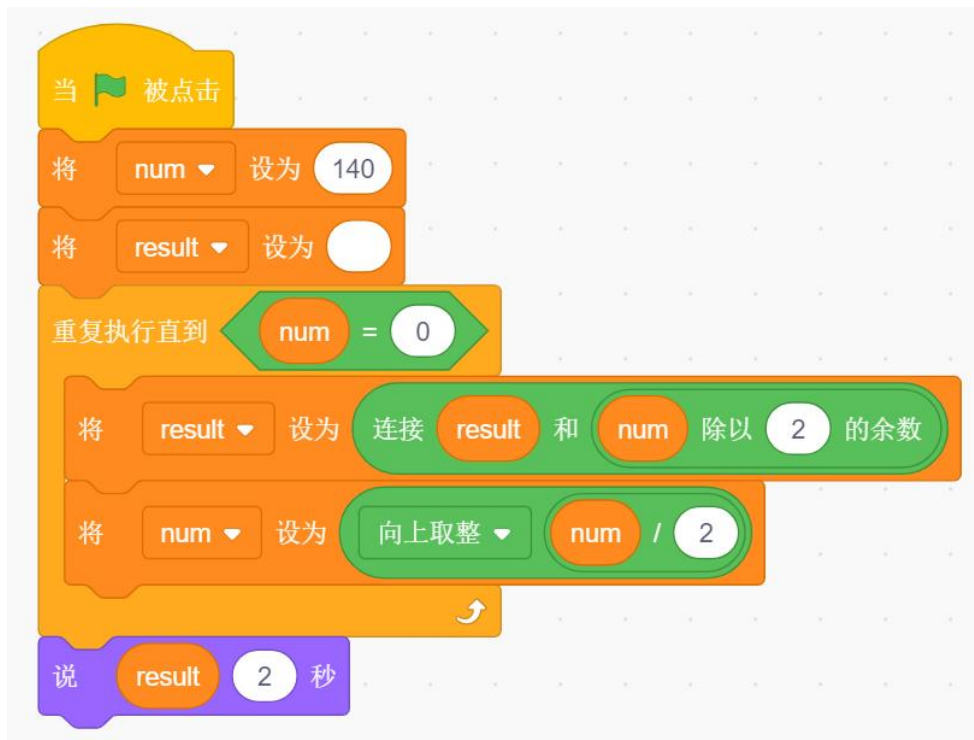 当 被点击
将 num 设为 140
将 result 设为
重复执行直到 num = 0
将 result 设为 连接 result 和 num 除以 2 的余数
将 num 设为 向上取整 num / 2
说 result 2 秒